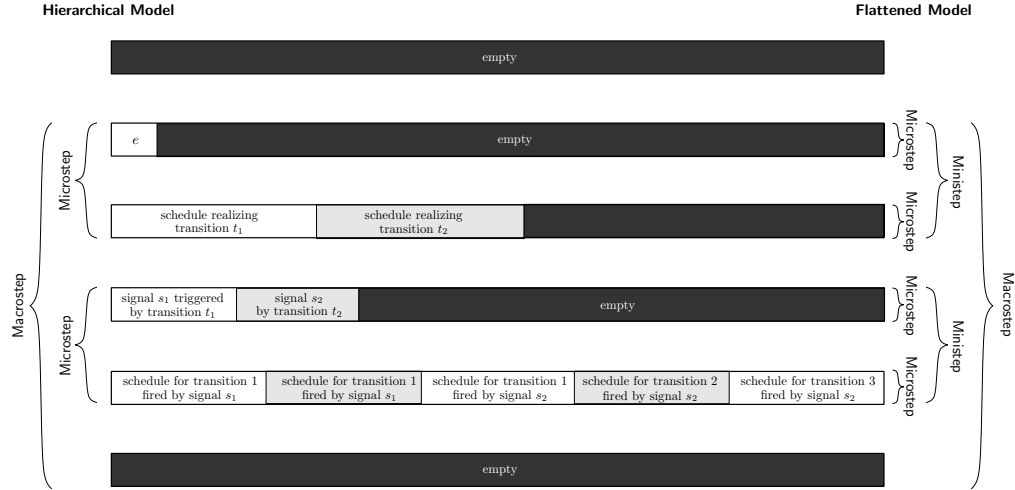 Hierarchical Model
Flattened Model
empty
e
empty
schedule realizing
transition t₁
schedule realizing
transition t₂
signal s₁ triggered
by transition t₁
signal s₂
by transition t₂
empty
schedule for transition 1
fired by signal s₁
schedule for transition 1
fired by signal s₁
schedule for transition 1
fired by signal s₂
schedule for transition 2
fired by signal s₂
schedule for transition 3
fired by signal s₂
empty
Macrostep
Microstep
Microstep
Microstep
Microstep
Microstep
Microstep
Ministep
Ministep
Macrostep